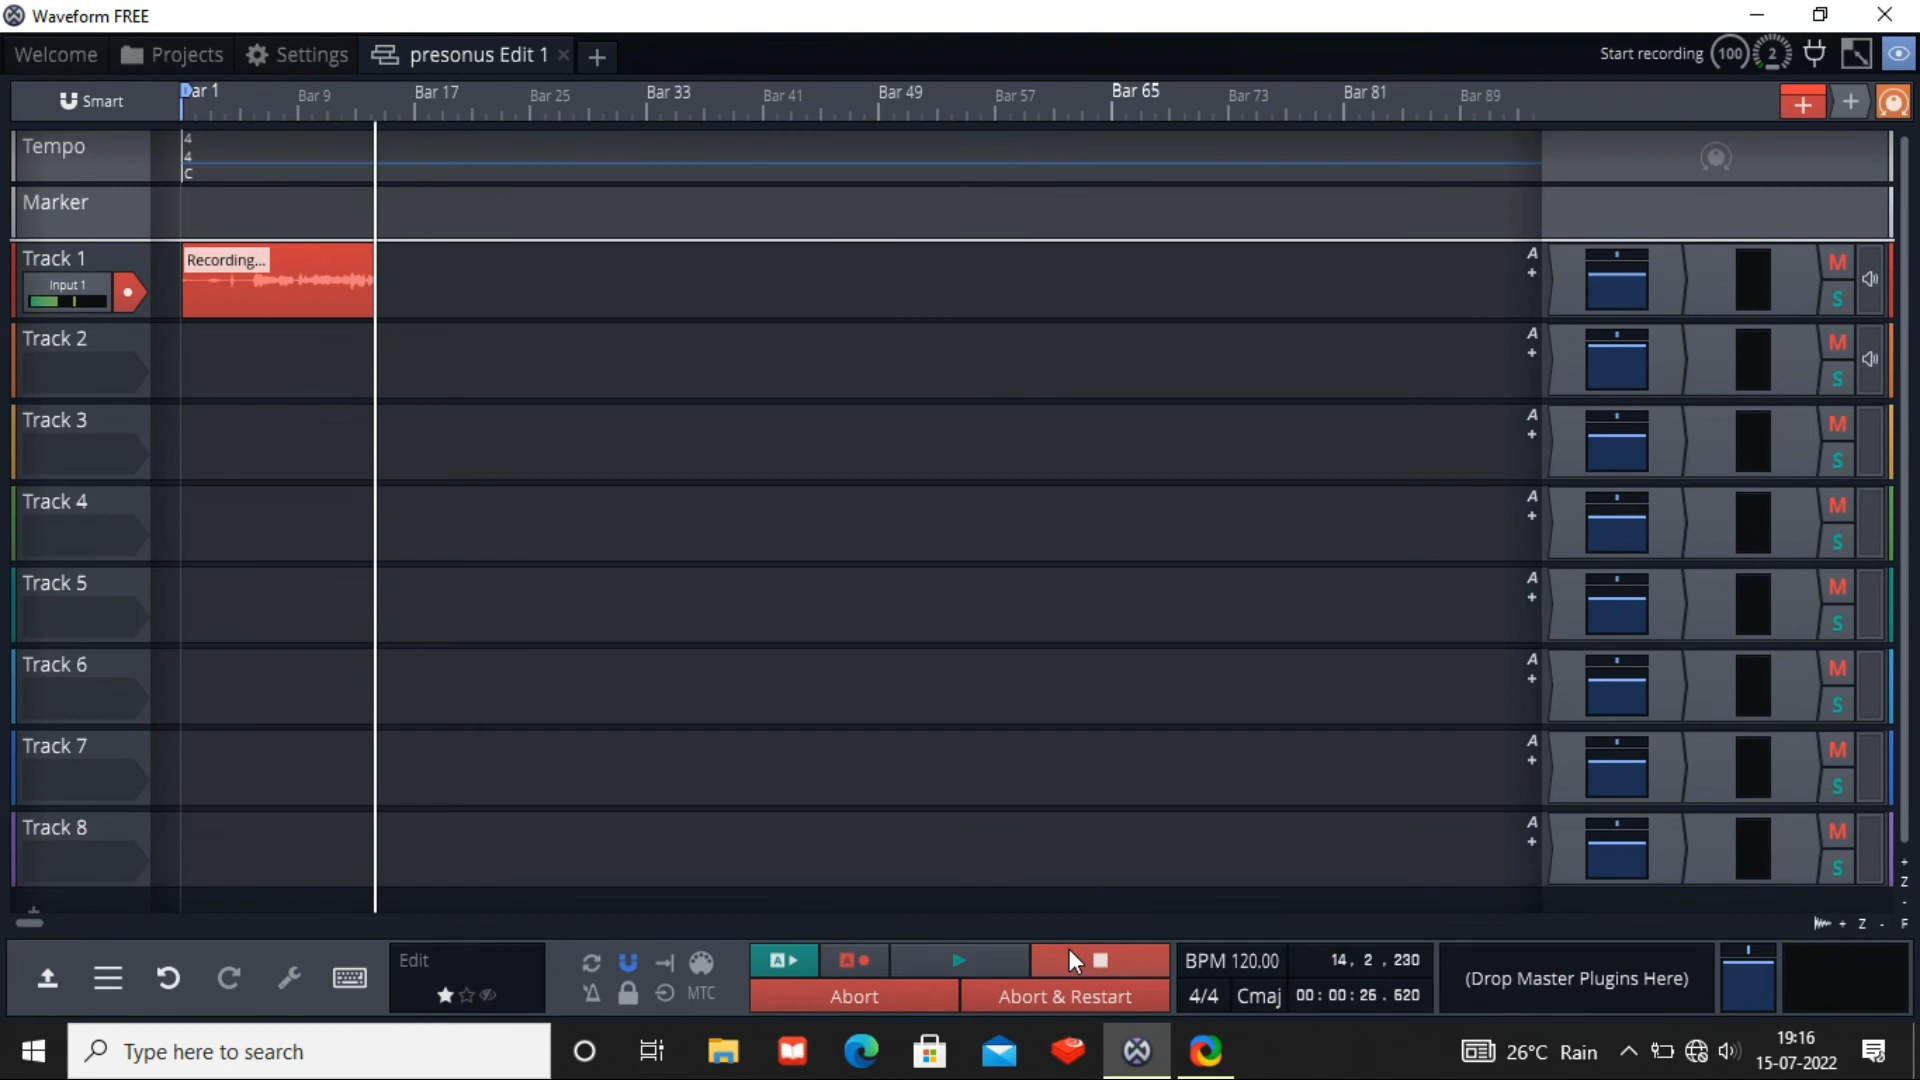 Waveform FREE
Welcome Projects Settings presonus Edit 1 Start recording 100 2
Smart Bar 1 Bar 9 Bar 17 Bar 25 Bar 33 Bar 41 Bar 49 Bar 57 Bar 65 Bar 73 Bar 81 Bar 89
Tempo 4
4
C
Marker
Track 1 Recording... A M
Input 1 + S
Track 2 A M
+ S
Track 3 A M
+ S
Track 4 A M
+ S
Track 5 A M
+ S
Track 6 A M
+ S
Track 7 A M
+ S
Track 8 A M
+ S
+
Z
-
+ Z - F
Edit A A BPM 120.00 14, 2 , 230 (Drop Master Plugins Here)
MTC Abort Abort & Restart 4/4 Cmaj 00:00:26.620
Type here to search 26°C Rain 19:16
15-07-2022